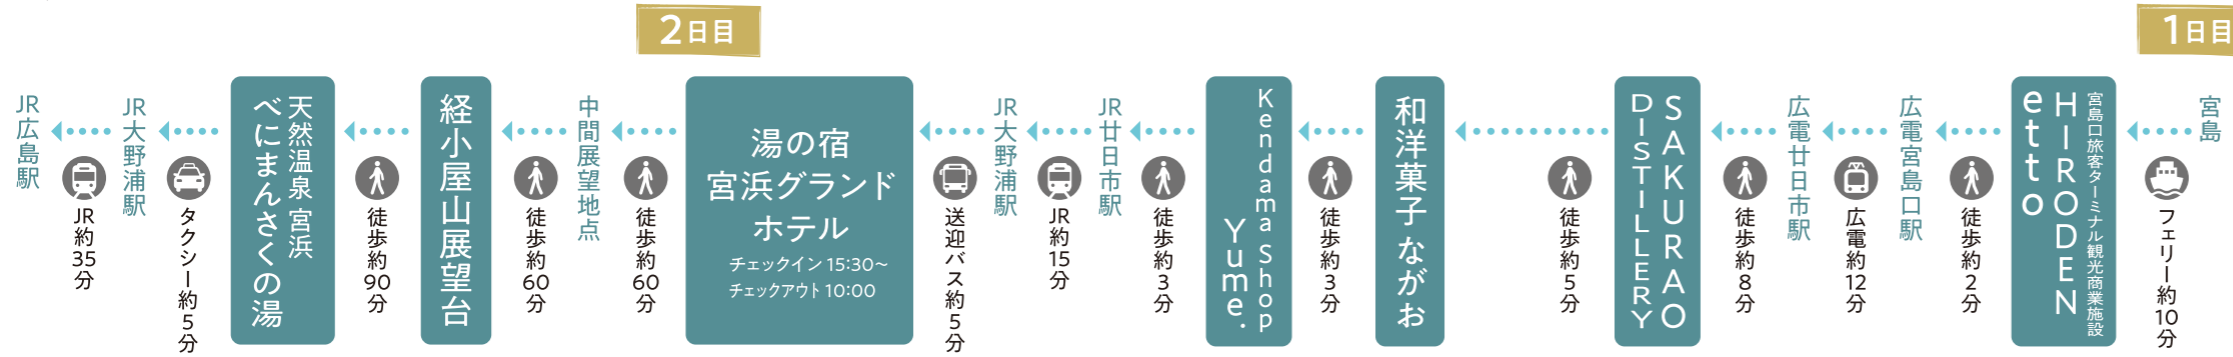 1日目
宮島
フェリー約10分
宮島口旅客ターミナル観光商業施設
HIRODEN
etto
徒歩約2分
広電宮島口駅
広電約12分
広電廿日市駅
徒歩約8分
SAKURAO
DISTILLERY
徒歩約5分
和洋菓子 ながお
徒歩約3分
Kendama Shop
Yume.
徒歩約3分
JR廿日市駅
JR約15分
JR大野浦駅
送迎バス約5分
2日目
湯の宿
宮浜グランド
ホテル
チェックイン 15:30〜
チェックアウト 10:00
徒歩約60分
中間展望地点
徒歩約60分
経小屋山展望台
徒歩約90分
天然温泉 宮浜
べにまんさくの湯
タクシー約5分
JR大野浦駅
JR約35分
JR広島駅